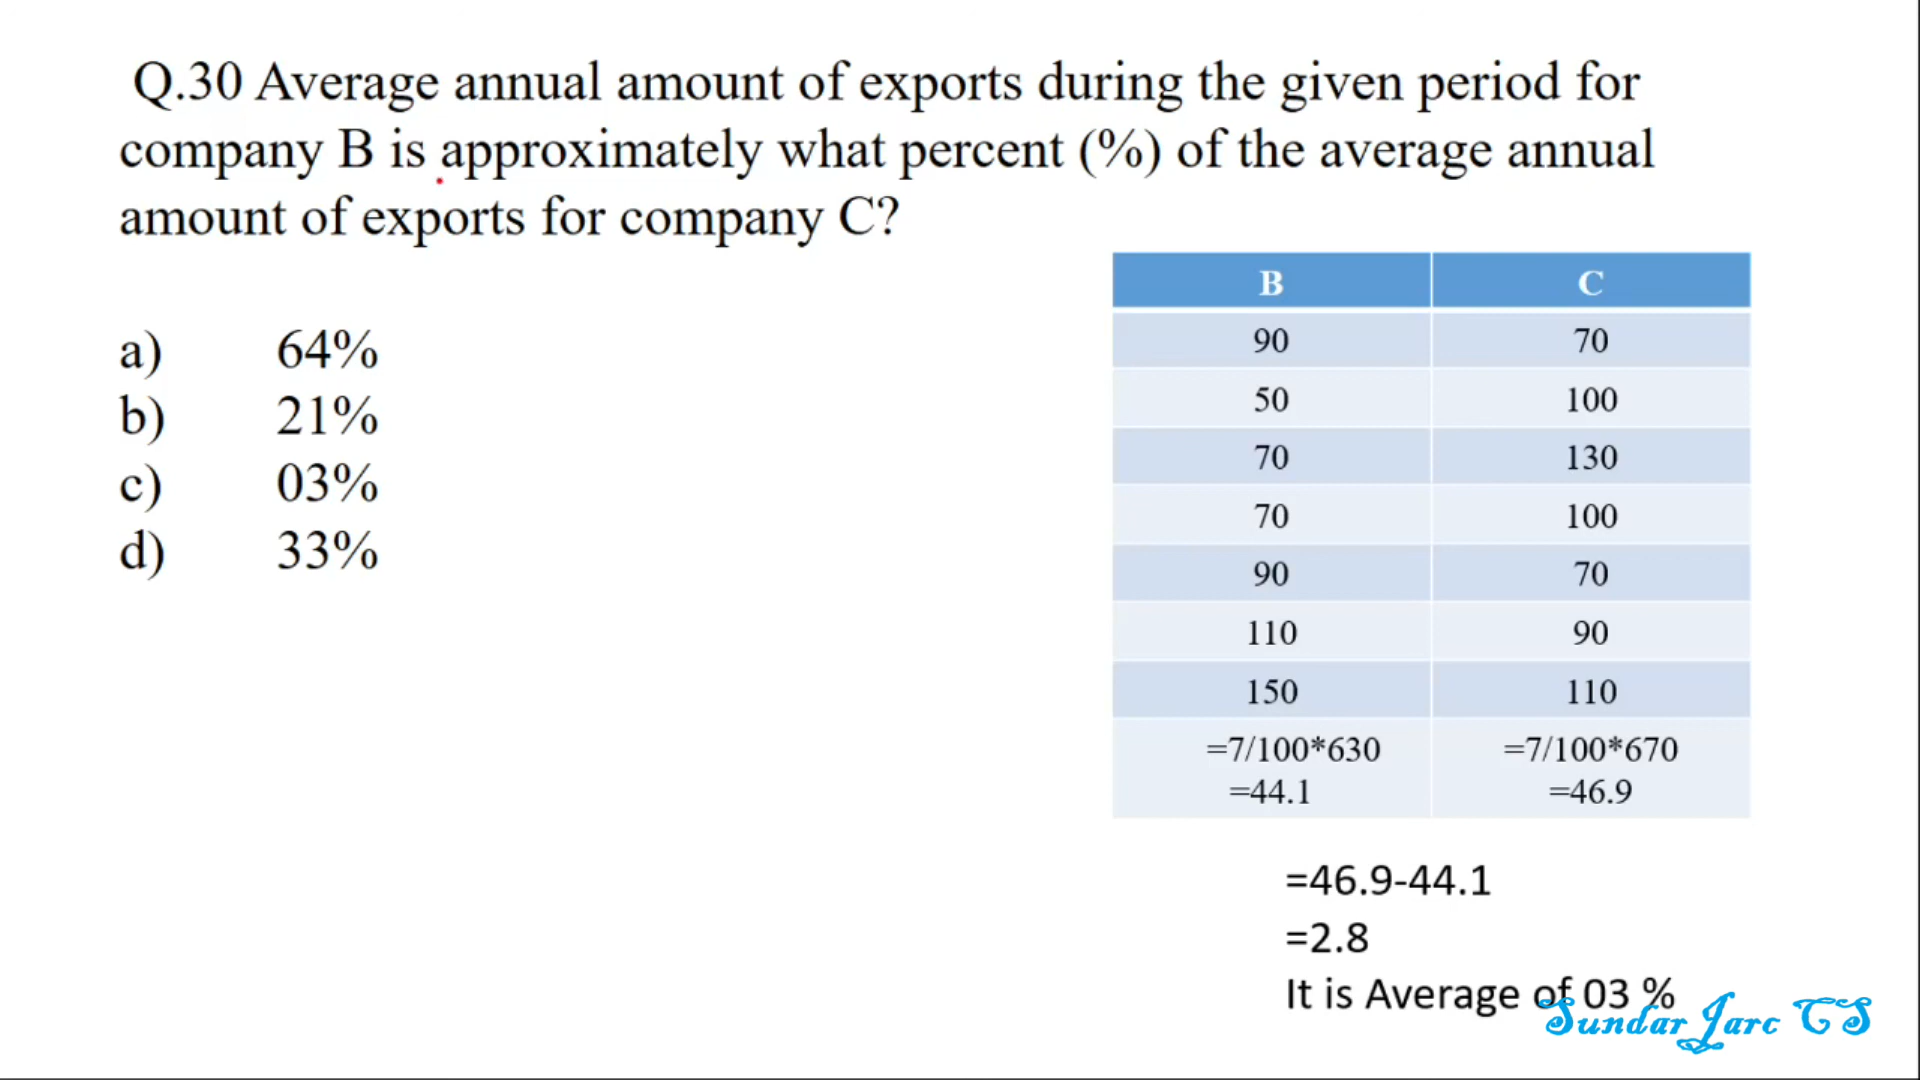 Q.30 Average annual amount of exports during the given period for
company B is approximately what percent (%) of the average annual
amount of exports for company C?
a) 64%
b) 21%
c) 03%
d) 33%
B C
90 70
50 100
70 130
70 100
90 70
110 90
150 110
=7/100*630 =7/100*670
=44.1 =46.9
=46.9-44.1
=2.8
It is Average of 03 %
Sundar Jarc CS